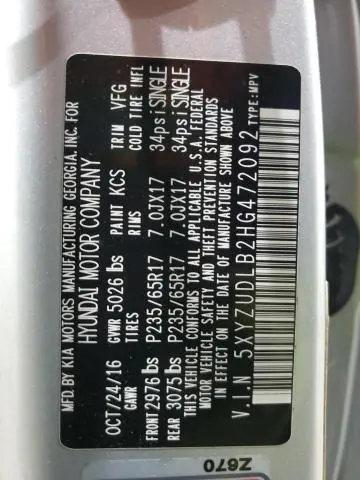 MFD.BY KIA MOTORS MANUFACTURING GEORGIA, INC. FOR
HYUNDAI MOTOR COMPANY
OCT/24/16 GVWR 5026 lbs PAINT KCS TRIM VFG
GAWR TIRES RIMS COLD TIRE INFL
FRONT 2976 lbs P235/65R17 7.0JX17 34psi SINGLE
REAR 3075 lbs P235/65R17 7.0JX17 34psi SINGLE
THIS VEHICLE CONFORMS TO ALL APPLICABLE U.S.A FEDERAL
MOTOR VEHICLE SAFETY AND THEFT PREVENTION STANDARDS
IN EFFECT ON THE DATE OF MANUFACTURE SHOWN ABOVE.
V.I.N 5XYZUDLB2HG472092 TYPE:MPV
Z670